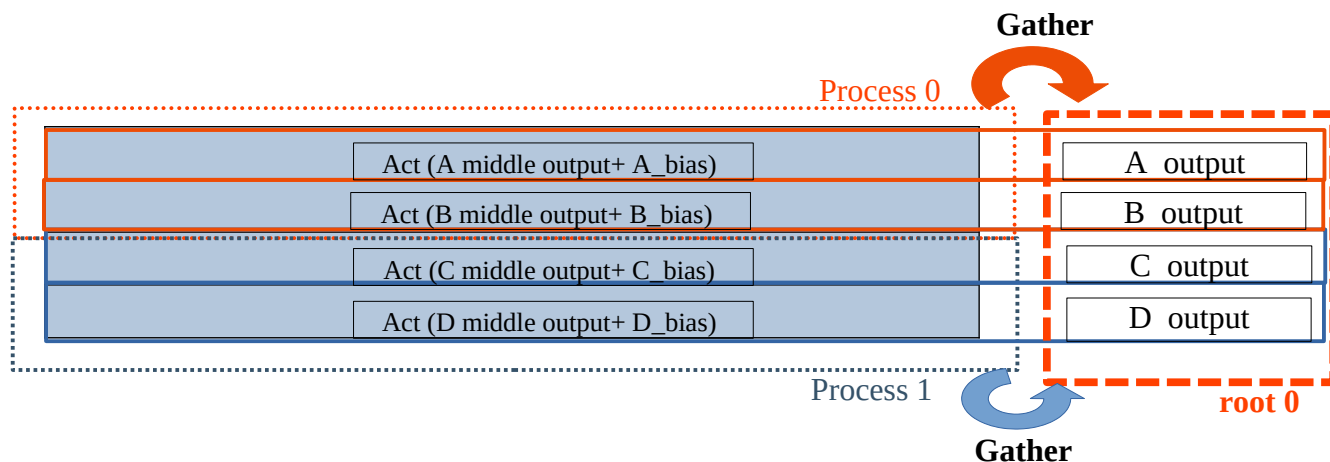 Gather
Process 0
Act (A middle output+ A_bias)
A output
Act (B middle output+ B_bias)
B output
Act (C middle output+ C_bias)
C output
Act (D middle output+ D_bias)
D output
Process 1
root 0
Gather